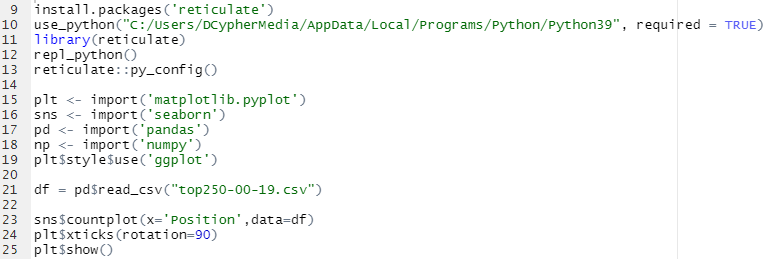 9 install.packages('reticulate')
10 use_python("C:/Users/DCypherMedia/AppData/Local/Programs/Python/Python39", required = TRUE)
11 library(reticulate)
12 repl_python()
13 reticulate::py_config()
14
15 plt <- import('matplotlib.pyplot')
16 sns <- import('seaborn')
17 pd <- import('pandas')
18 np <- import('numpy')
19 plt$style$use('ggplot')
20
21 df = pd$read_csv("top250-00-19.csv")
22
23 sns$countplot(x='Position',data=df)
24 plt$xticks(rotation=90)
25 plt$show()